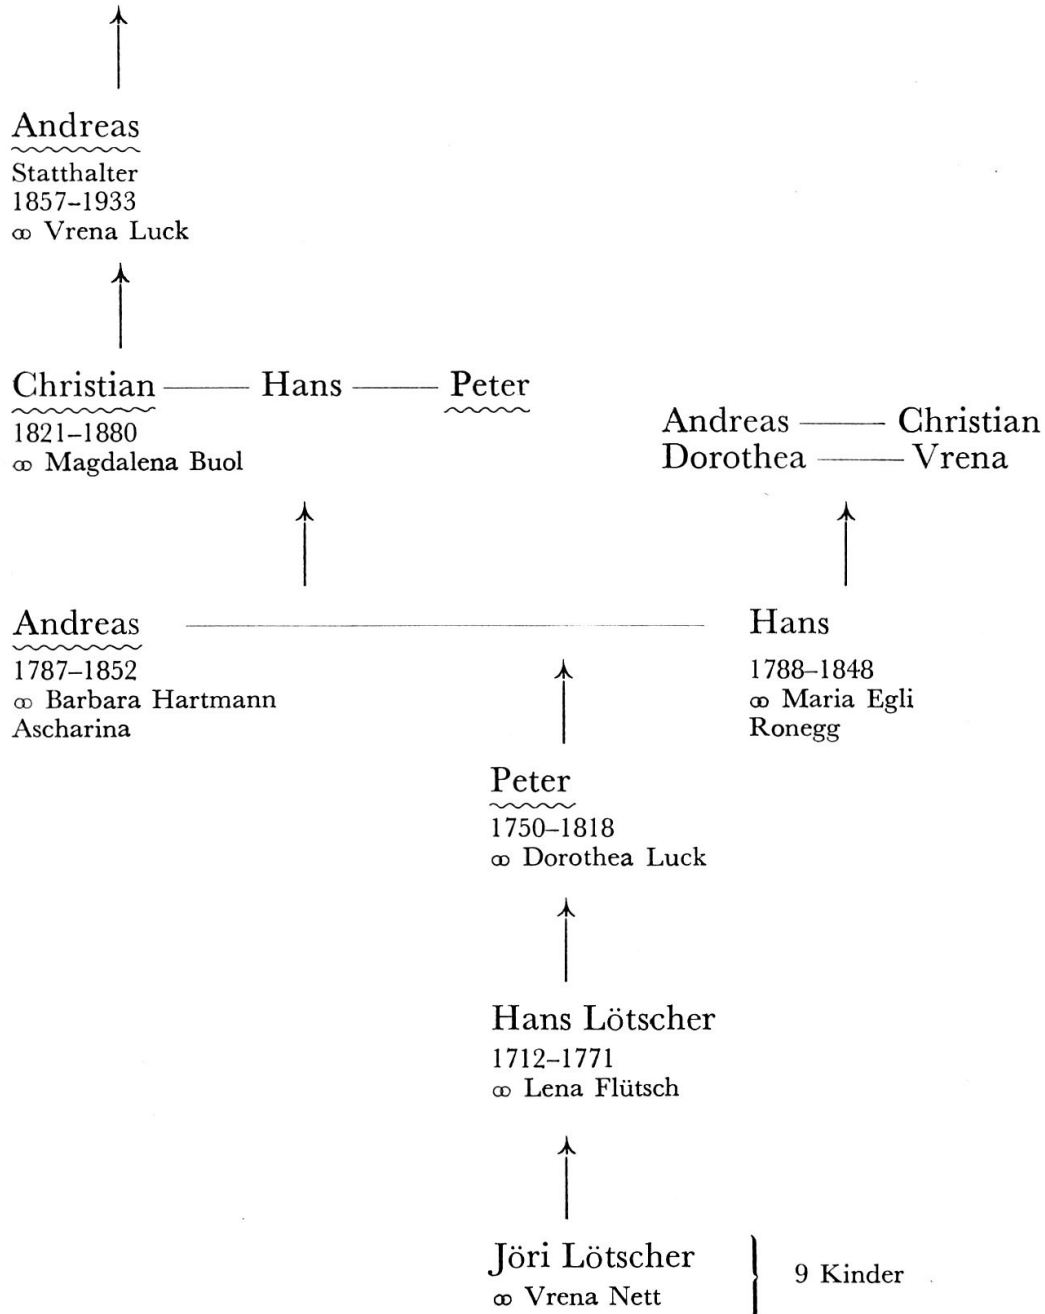 Andreas
Statthalter
1857–1933
⚭ Vrena Luck
Christian —— Hans —— Peter
1821–1880
⚭ Magdalena Buol
Andreas —— Christian
Dorothea —— Vrena
Andreas —— Hans
1787–1852
⚭ Barbara Hartmann
Ascharina
1788–1848
⚭ Maria Egli
Ronegg
Peter
1750–1818
⚭ Dorothea Luck
Hans Lötscher
1712–1771
⚭ Lena Flütsch
Jöri Lötscher
⚭ Vrena Nett
9 Kinder